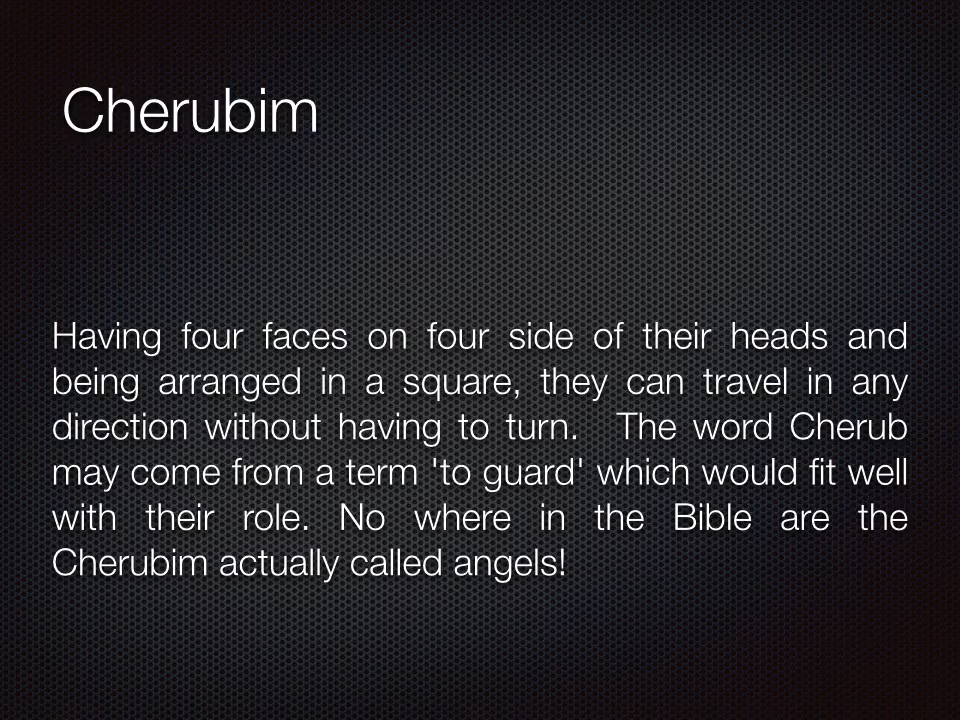 Cherubim
Having four faces on four side of their heads and
being arranged in a square, they can travel in any
direction without having to turn.  The word Cherub
may come from a term 'to guard' which would fit well
with their role. No where in the Bible are the
Cherubim actually called angels!